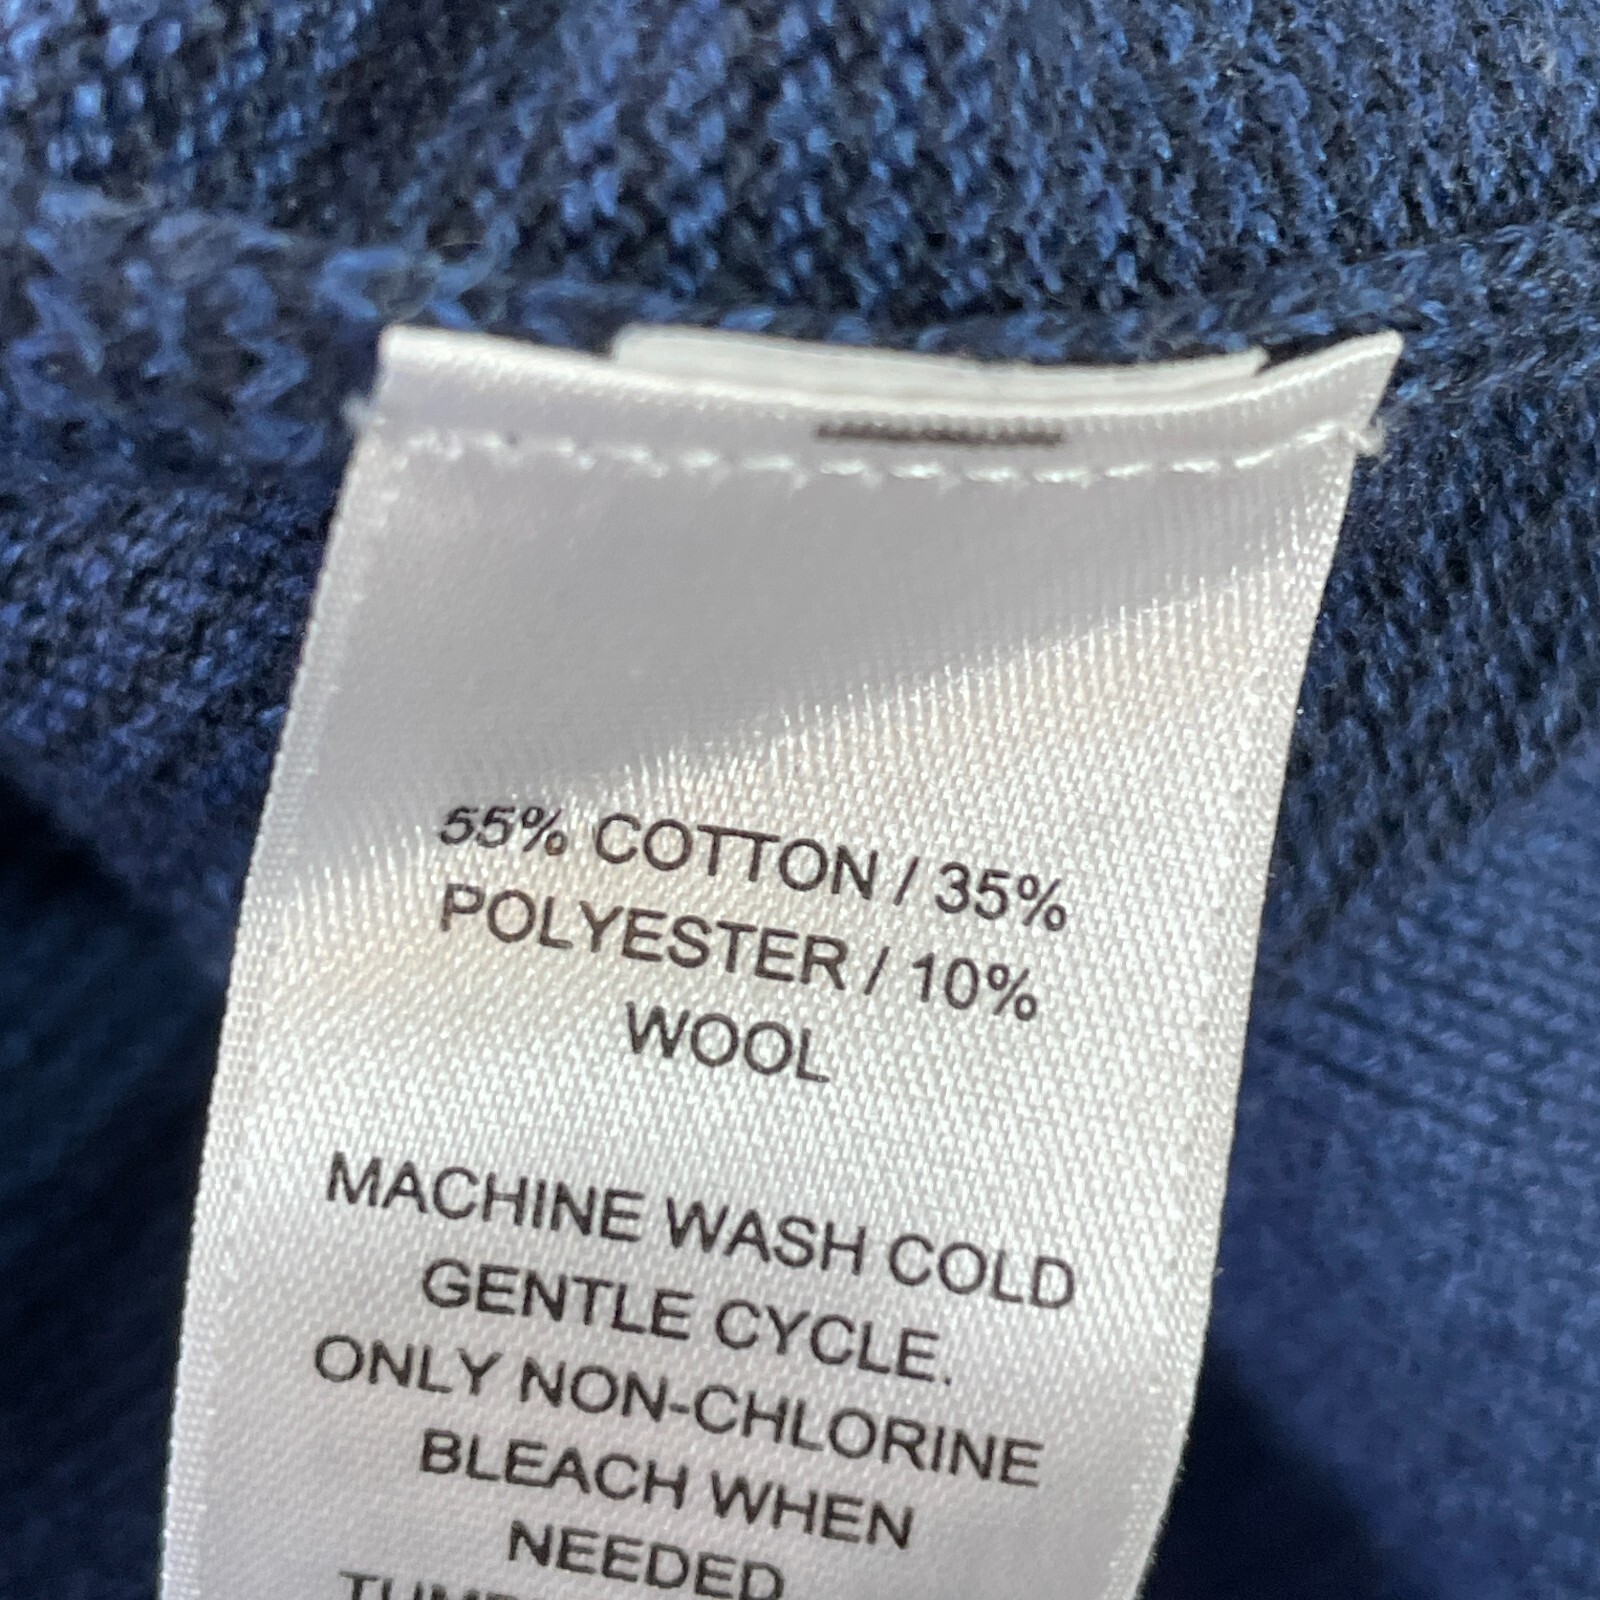 55% COTTON / 35%
POLYESTER / 10%
WOOL
MACHINE WASH COLD
GENTLE CYCLE.
ONLY NON-CHLORINE
BLEACH WHEN
NEEDED